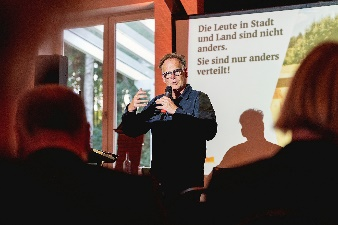 Die Leute in Stadt
und Land sind nicht
anders.
Sie sind nur anders
verteilt!